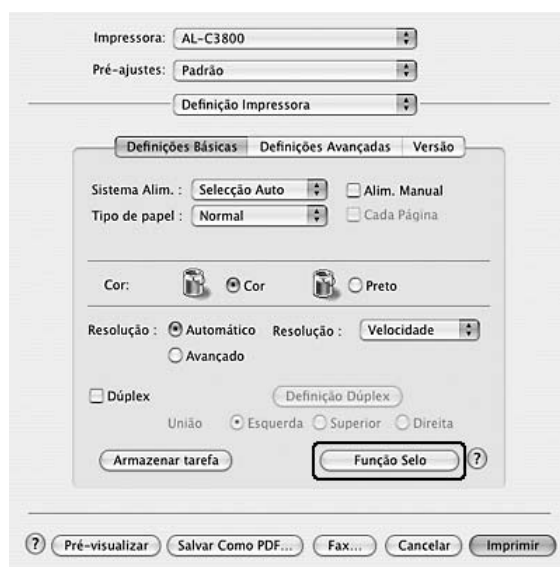 Impressora: AL-C3800
Pré-ajustes: Padrão
Definição Impressora
Definições Básicas Definições Avançadas Versão
Sistema Alim. : Selecção Auto Alim. Manual
Tipo de papel : Normal Cada Página
Cor: Cor Preto
Resolução : Automático Resolução : Velocidade
Avançado
Dúplex Definição Dúplex
União Esquerda Superior Direita
Armazenar tarefa Função Selo ?
? Pré-visualizar Salvar Como PDF... Fax... Cancelar Imprimir